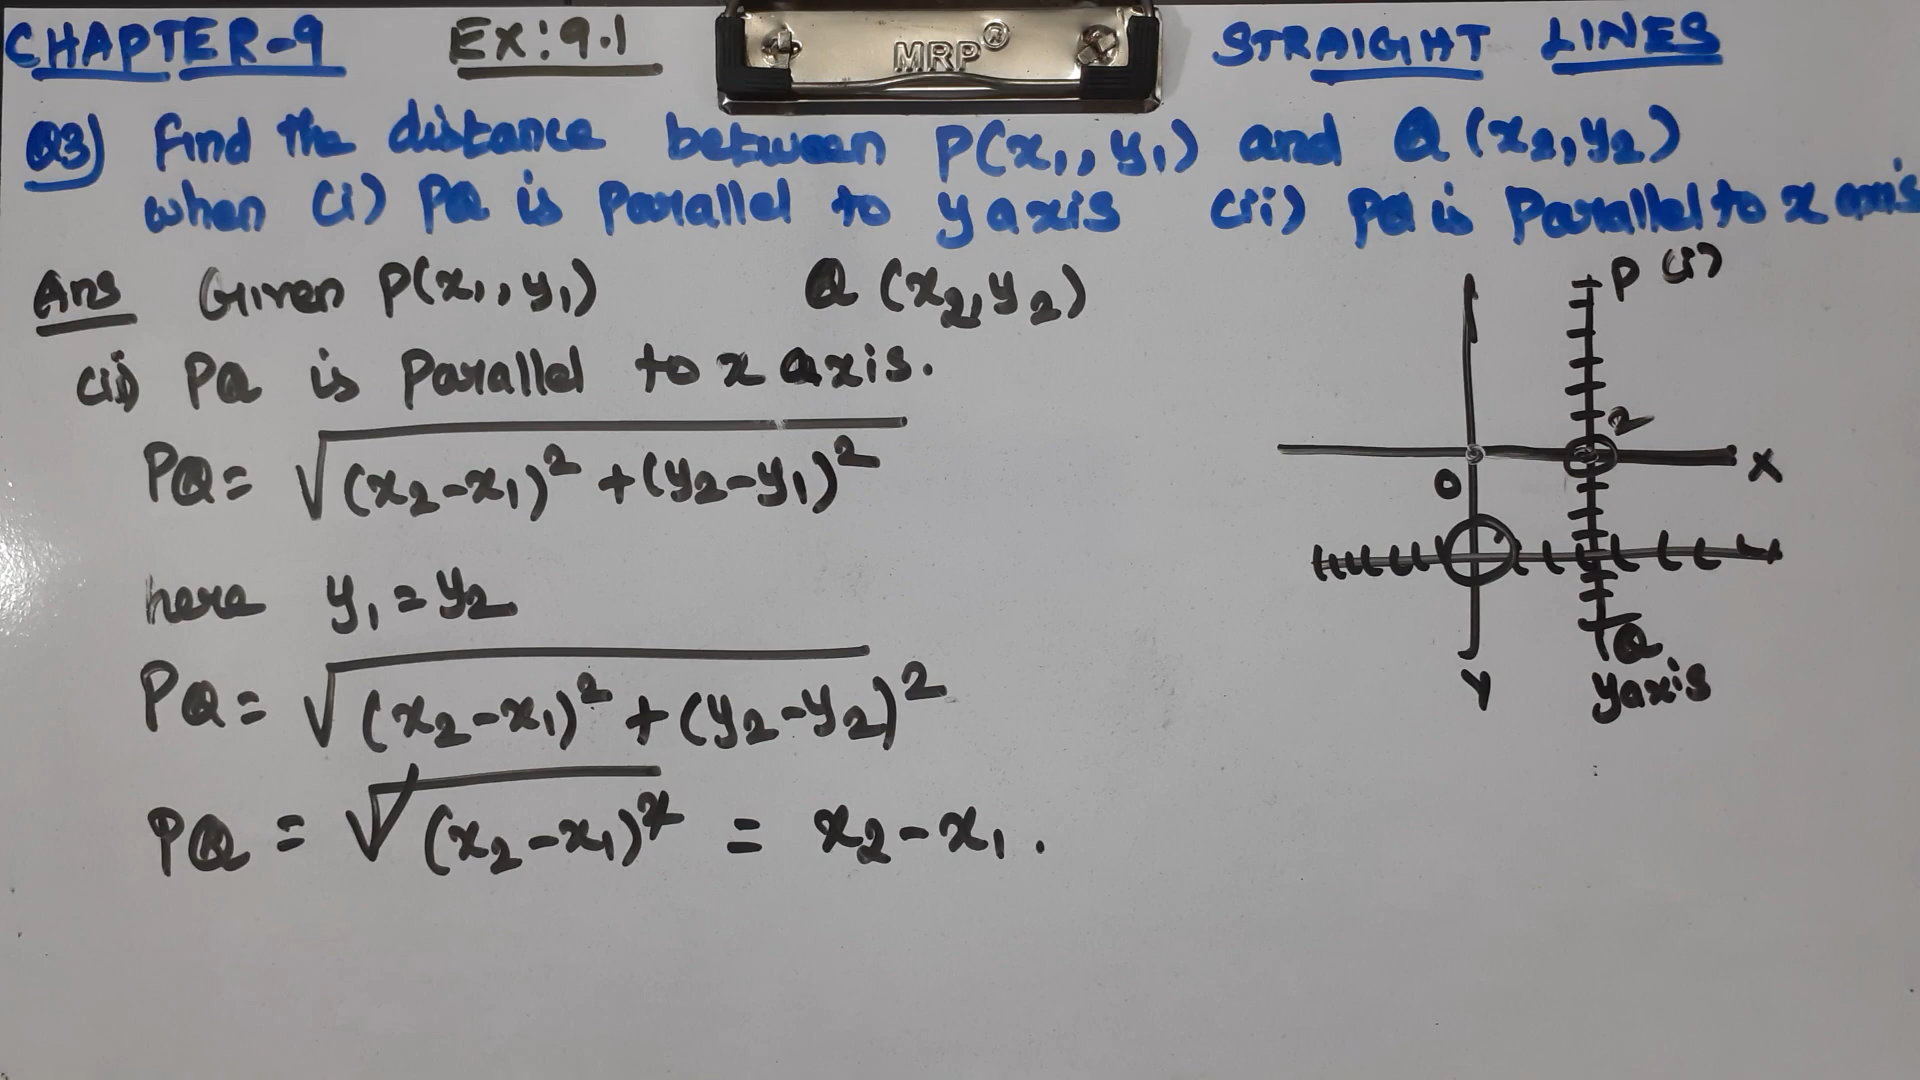 CHAPTER-9 EX:9.1 MRP® STRAIGHT LINES
Q3) Find the distance between P(x₁, y₁) and Q(x₂,y₂)
when (i) PQ is parallel to y axis (ii) PQ is Parallel to x axis
Ans Given P(x₁, y₁) Q (x₂, y₂)
(ii) PQ is Parallel to x axis.
PQ = √(x₂-x₁)² + (y₂-y₁)²
here y₁ = y₂
PQ = √(x₂-x₁)² + (y₂-y₂)²
PQ = √(x₂-x₁)² = x₂-x₁.
P (i)
2
O X
Q
Y y axis